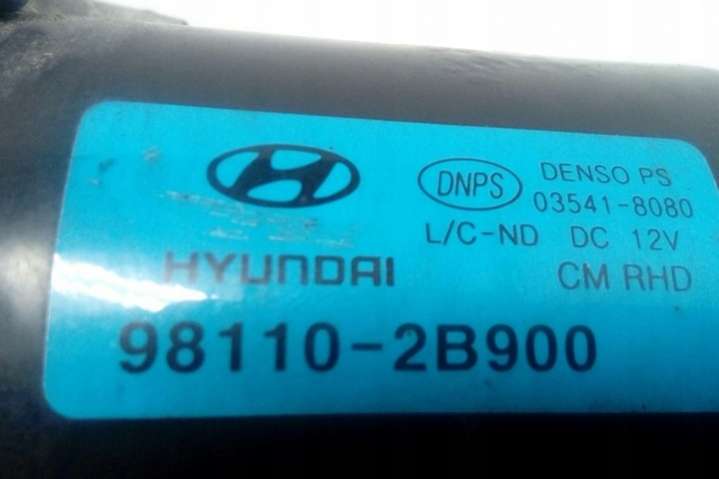 DNPS DENSO PS
03541-8080
L/C-ND DC 12V
HYUNDAI CM RHD
98110-2B900